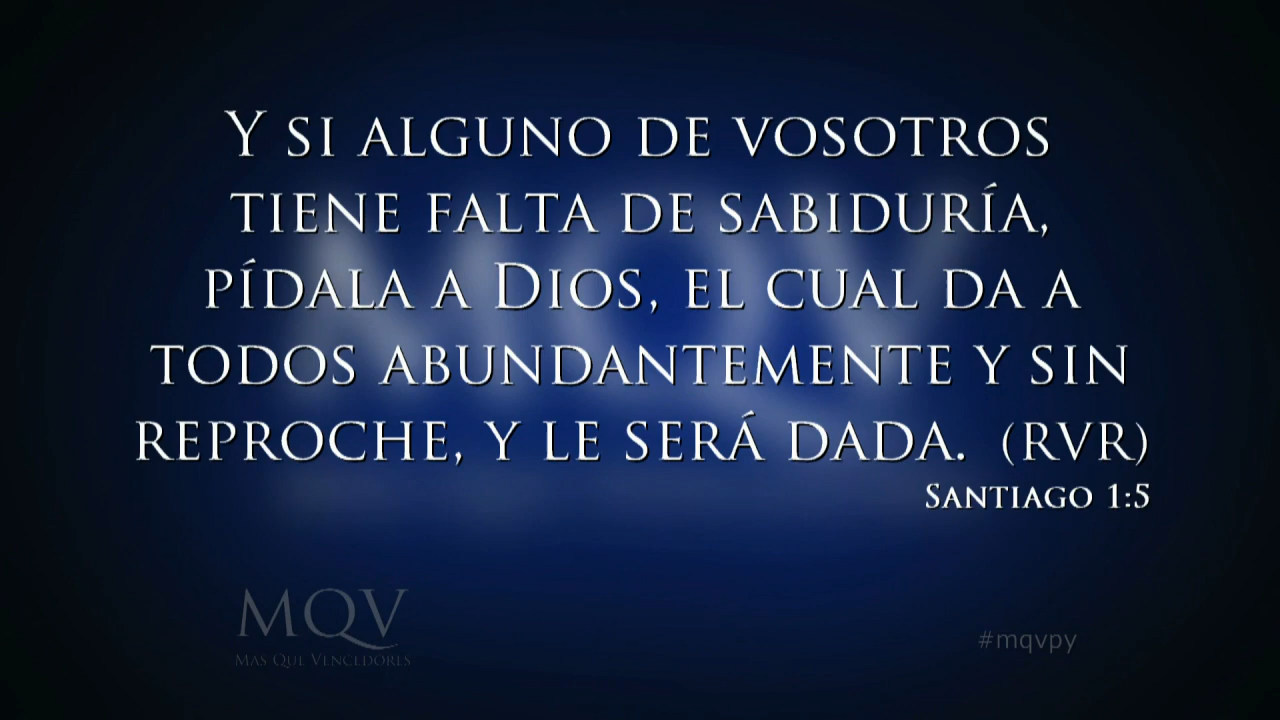 Y SI ALGUNO DE VOSOTROS
TIENE FALTA DE SABIDURÍA,
PÍDALA A DIOS, EL CUAL DA A
TODOS ABUNDANTEMENTE Y SIN
REPROCHE, Y LE SERÁ DADA. (RVR)
SANTIAGO 1:5
MQV
MAS QUE VENCEDORES
#mqvpy